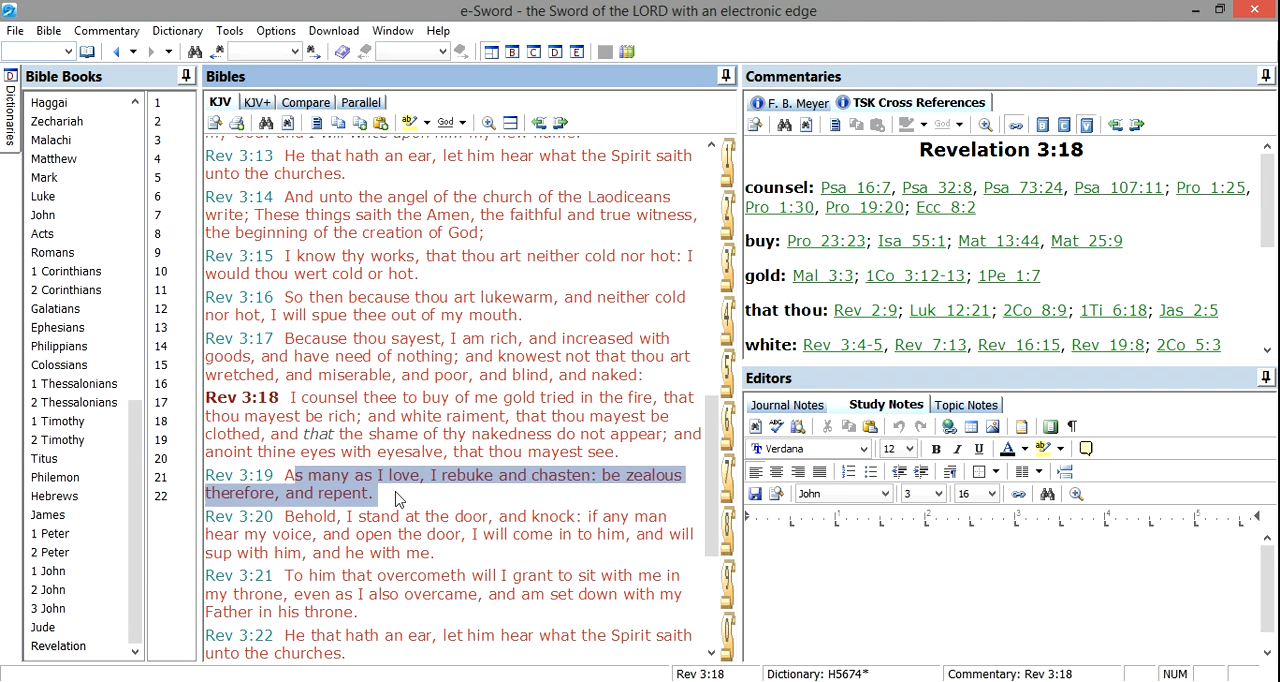 e-Sword - the Sword of the LORD with an electronic edge
File Bible Commentary Dictionary Tools Options Download Window Help
B C D E
D Dictionaries
Bible Books
Haggai
Zechariah
Malachi
Matthew
Mark
Luke
John
Acts
Romans
1 Corinthians
2 Corinthians
Galatians
Ephesians
Philippians
Colossians
1 Thessalonians
2 Thessalonians
1 Timothy
2 Timothy
Titus
Philemon
Hebrews
James
1 Peter
2 Peter
1 John
2 John
3 John
Jude
Revelation
1
2
3
4
5
6
7
8
9
10
11
12
13
14
15
16
17
18
19
20
21
22
Bibles
KJV KJV+ Compare Parallel
ab God
Rev 3:13 He that hath an ear, let him hear what the Spirit saith
unto the churches.
Rev 3:14 And unto the angel of the church of the Laodiceans
write; These things saith the Amen, the faithful and true witness,
the beginning of the creation of God;
Rev 3:15 I know thy works, that thou art neither cold nor hot: I
would thou wert cold or hot.
Rev 3:16 So then because thou art lukewarm, and neither cold
nor hot, I will spue thee out of my mouth.
Rev 3:17 Because thou sayest, I am rich, and increased with
goods, and have need of nothing; and knowest not that thou art
wretched, and miserable, and poor, and blind, and naked:
Rev 3:18 I counsel thee to buy of me gold tried in the fire, that
thou mayest be rich; and white raiment, that thou mayest be
clothed, and that the shame of thy nakedness do not appear; and
anoint thine eyes with eyesalve, that thou mayest see.
Rev 3:19 As many as I love, I rebuke and chasten: be zealous
therefore, and repent.
Rev 3:20 Behold, I stand at the door, and knock: if any man
hear my voice, and open the door, I will come in to him, and will
sup with him, and he with me.
Rev 3:21 To him that overcometh will I grant to sit with me in
my throne, even as I also overcame, and am set down with my
Father in his throne.
Rev 3:22 He that hath an ear, let him hear what the Spirit saith
unto the churches.
1
2
3
4
5
6
7
8
9
0
Commentaries
F. B. Meyer TSK Cross References
God B C V
Revelation 3:18
counsel: Psa 16:7, Psa 32:8, Psa 73:24, Psa 107:11; Pro 1:25,
Pro 1:30, Pro 19:20; Ecc 8:2
buy: Pro 23:23; Isa 55:1; Mat 13:44, Mat 25:9
gold: Mal 3:3; 1Co 3:12-13; 1Pe 1:7
that thou: Rev 2:9; Luk 12:21; 2Co 8:9; 1Ti 6:18; Jas 2:5
white: Rev 3:4-5, Rev 7:13, Rev 16:15, Rev 19:8; 2Co 5:3
Editors
Journal Notes Study Notes Topic Notes
Verdana 12 B I U A ab
John 3 16
1 2 3 4 5
Rev 3:18 Dictionary: H5674* Commentary: Rev 3:18 NUM